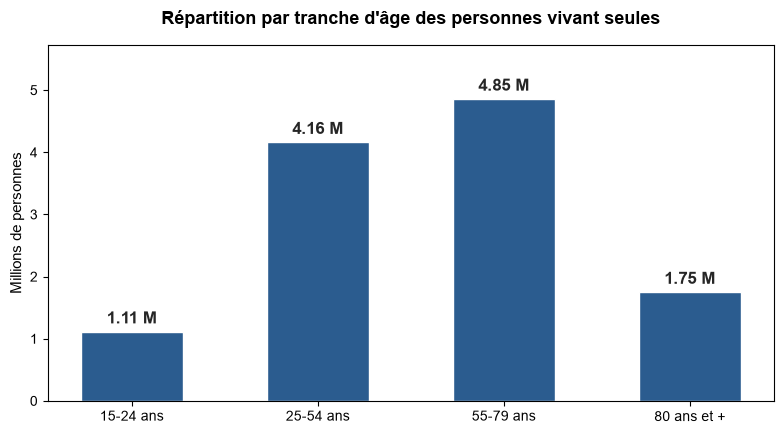 Répartition par tranche d'âge des personnes vivant seules
Millions de personnes
5
4
3
2
1
0
1.11 M
4.16 M
4.85 M
1.75 M
15-24 ans
25-54 ans
55-79 ans
80 ans et +